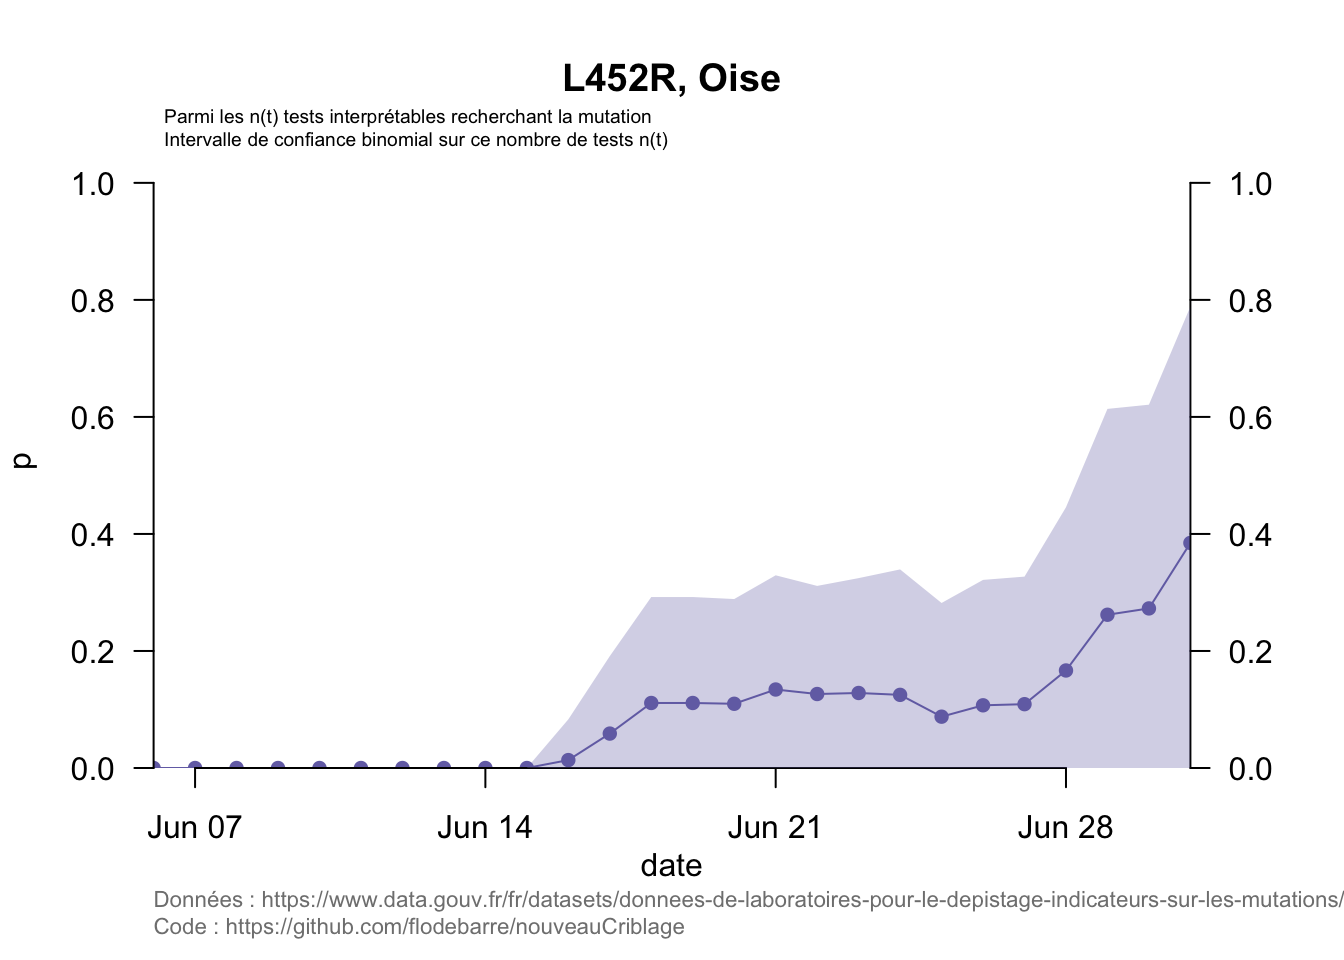 L452R, Oise
Parmi les n(t) tests interprétables recherchant la mutation
Intervalle de confiance binomial sur ce nombre de tests n(t)
1.0 1.0
0.8 0.8
0.6 0.6
p
0.4 0.4
0.2 0.2
0.0 0.0
Jun 07 Jun 14 Jun 21 Jun 28
date
Données : https://www.data.gouv.fr/fr/datasets/donnees-de-laboratoires-pour-le-depistage-indicateurs-sur-les-mutations/
Code : https://github.com/flodebarre/nouveauCriblage